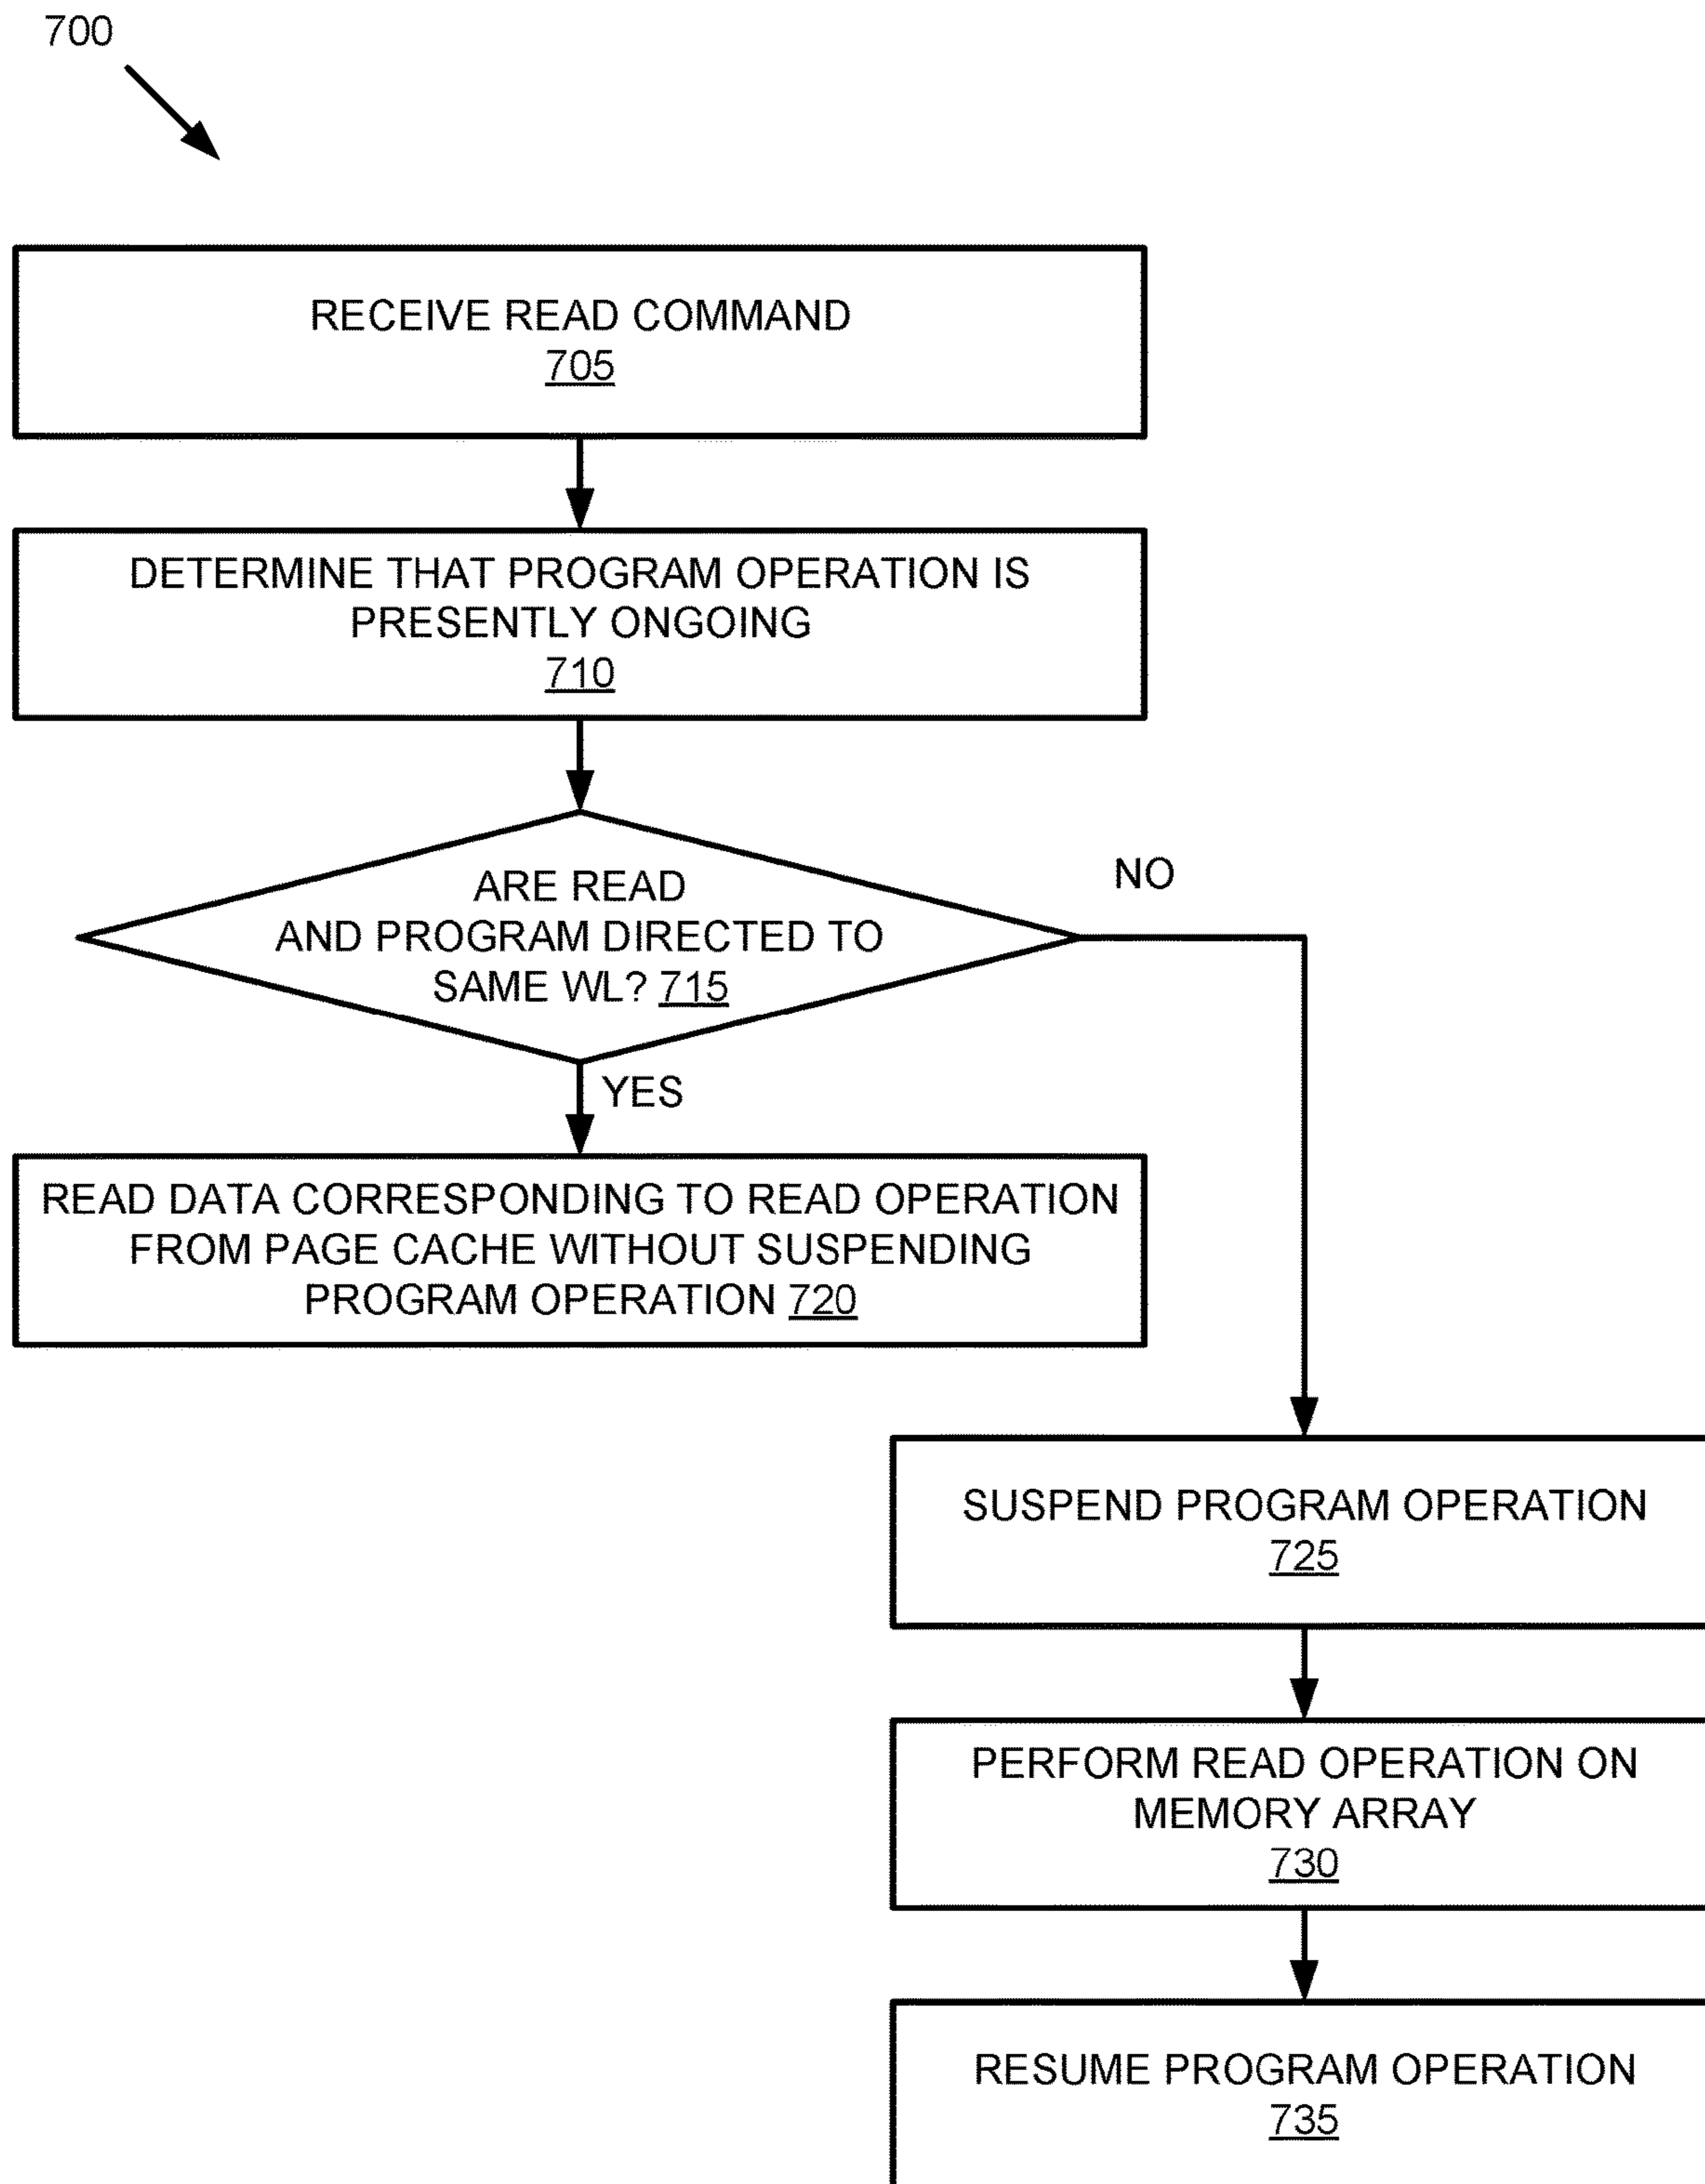 700
RECEIVE READ COMMAND
705
DETERMINE THAT PROGRAM OPERATION IS
PRESENTLY ONGOING
710
ARE READ
AND PROGRAM DIRECTED TO
SAME WL? 715
NO
YES
READ DATA CORRESPONDING TO READ OPERATION
FROM PAGE CACHE WITHOUT SUSPENDING
PROGRAM OPERATION 720
SUSPEND PROGRAM OPERATION
725
PERFORM READ OPERATION ON
MEMORY ARRAY
730
RESUME PROGRAM OPERATION
735